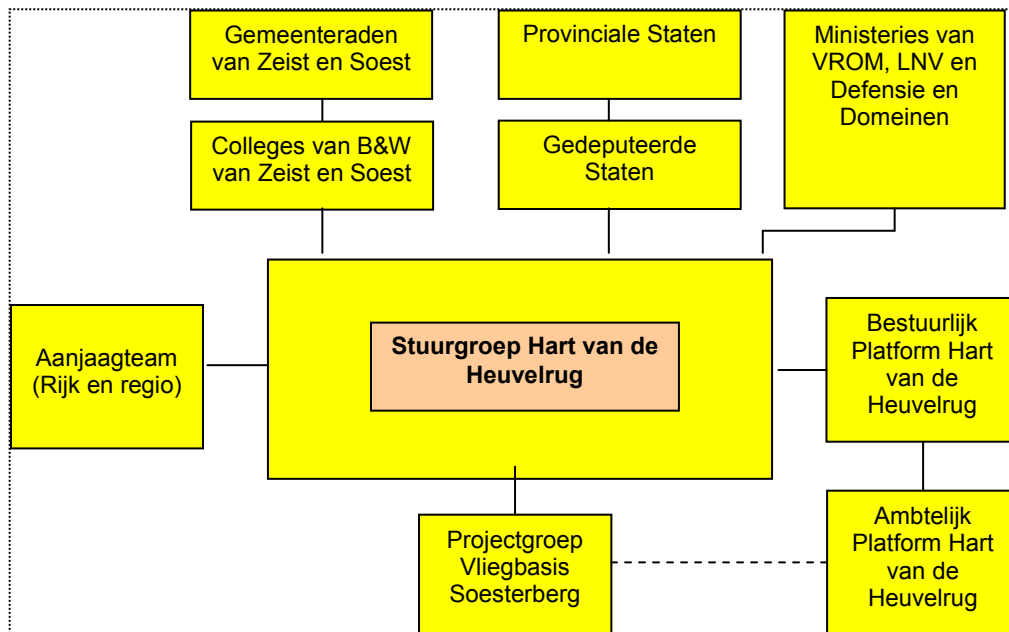 Gemeenteraden
van Zeist en Soest
Provinciale Staten
Ministeries van
VROM, LNV en
Defensie en
Domeinen
Colleges van B&W
van Zeist en Soest
Gedeputeerde
Staten
Aanjaagteam
(Rijk en regio)
Stuurgroep Hart van de
Heuvelrug
Bestuurlijk
Platform Hart
van de
Heuvelrug
Projectgroep
Vliegbasis
Soesterberg
Ambtelijk
Platform Hart
van de
Heuvelrug